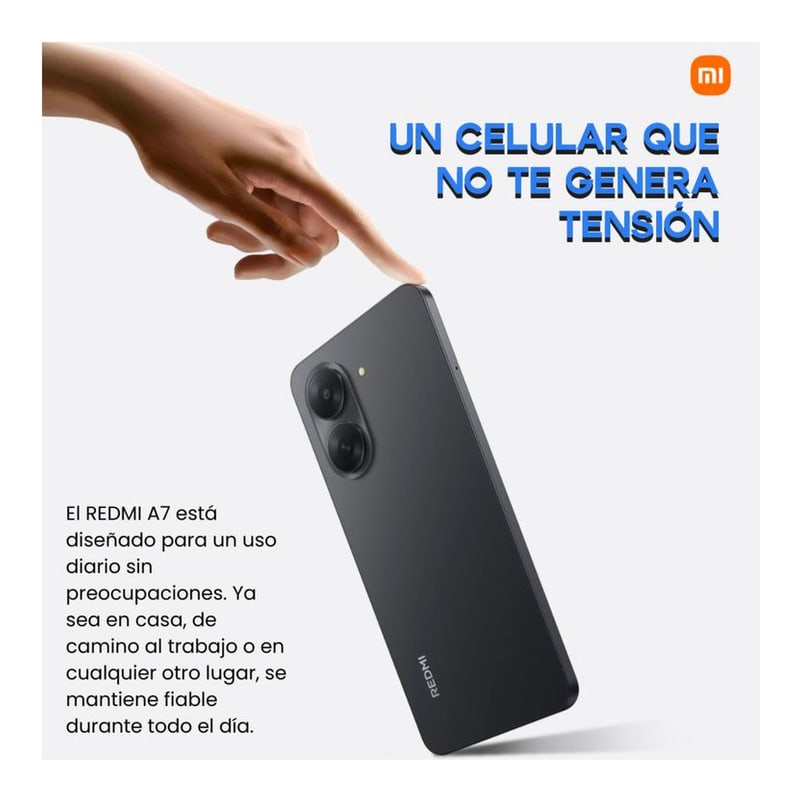 mi
UN CELULAR QUE
NO TE GENERA
TENSIÓN
El REDMI A7 está
diseñado para un uso
diario sin
preocupaciones. Ya
sea en casa, de
camino al trabajo o en
cualquier otro lugar, se
mantiene fiable
durante todo el día.
REDMI